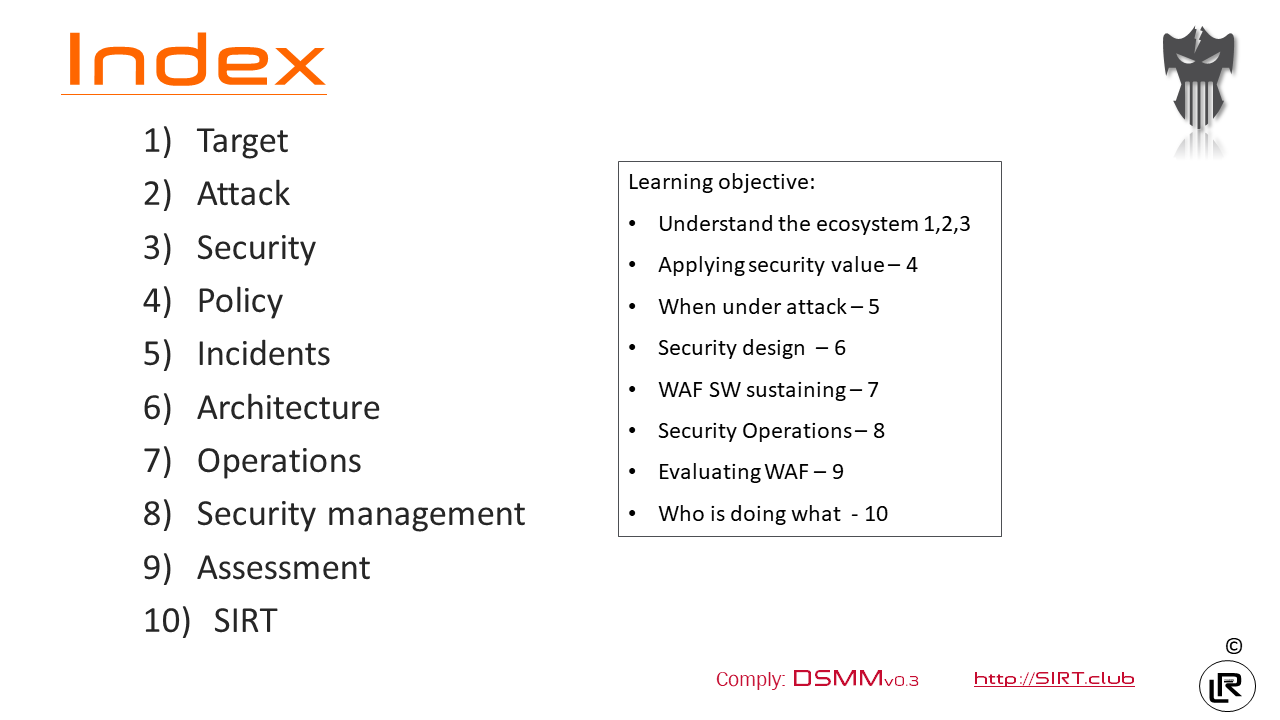 Index
1) Target
2) Attack
3) Security
4) Policy
5) Incidents
6) Architecture
7) Operations
8) Security management
9) Assessment
10) SIRT
Learning objective:
• Understand the ecosystem 1,2,3
• Applying security value – 4
• When under attack – 5
• Security design – 6
• WAF SW sustaining – 7
• Security Operations – 8
• Evaluating WAF – 9
• Who is doing what - 10
Comply: DSMMv0.3
http://SIRT.club
©
LR